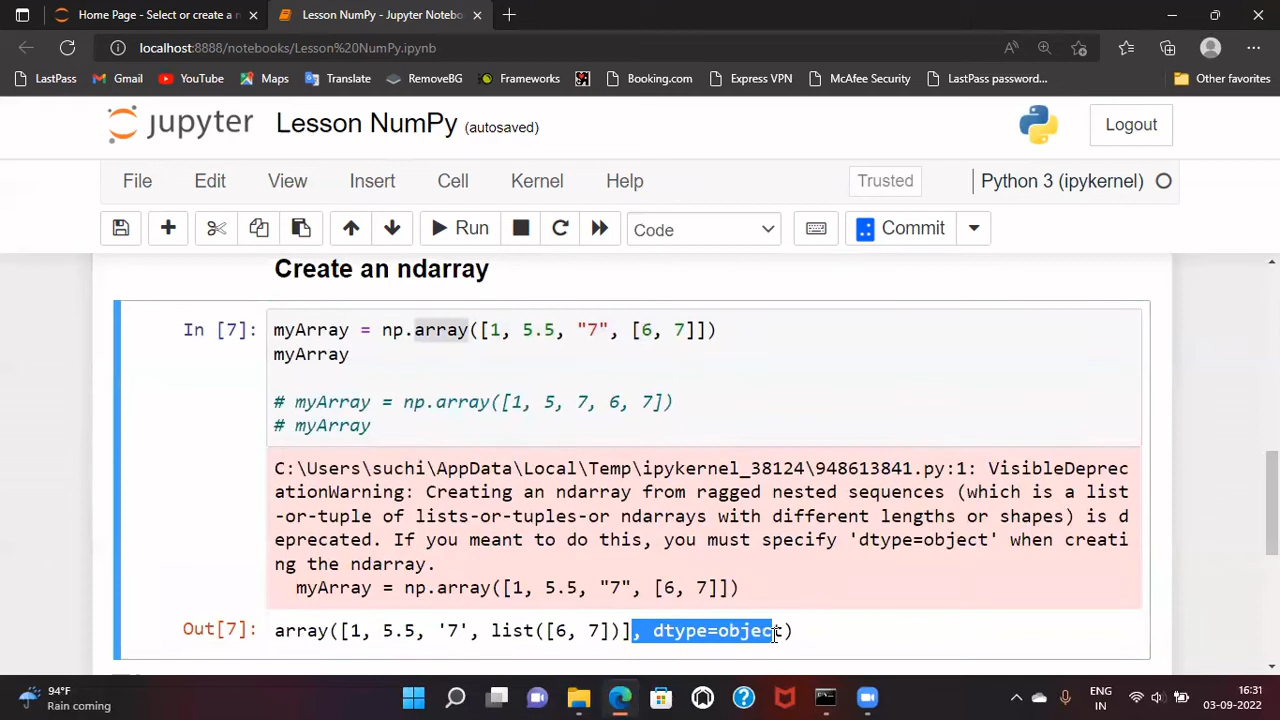 Home Page - Select or create a n
Lesson NumPy - Jupyter Notebo
localhost:8888/notebooks/Lesson%20NumPy.ipynb
LastPass Gmail YouTube Maps Translate RemoveBG Frameworks Booking.com Express VPN McAfee Security LastPass password... Other favorites
jupyter Lesson NumPy (autosaved) Logout
File Edit View Insert Cell Kernel Help Trusted Python 3 (ipykernel)
Run Code Commit
Create an ndarray
In [7]: myArray = np.array([1, 5.5, "7", [6, 7]])
myArray
# myArray = np.array([1, 5, 7, 6, 7])
# myArray
C:\Users\suchi\AppData\Local\Temp\ipykernel_38124\948613841.py:1: VisibleDeprec
ationWarning: Creating an ndarray from ragged nested sequences (which is a list
-or-tuple of lists-or-tuples-or ndarrays with different lengths or shapes) is d
eprecated. If you meant to do this, you must specify 'dtype=object' when creati
ng the ndarray.
myArray = np.array([1, 5.5, "7", [6, 7]])
Out[7]: array([1, 5.5, '7', list([6, 7])], dtype=object)
94°F
Rain coming
ENG
IN
16:31
03-09-2022